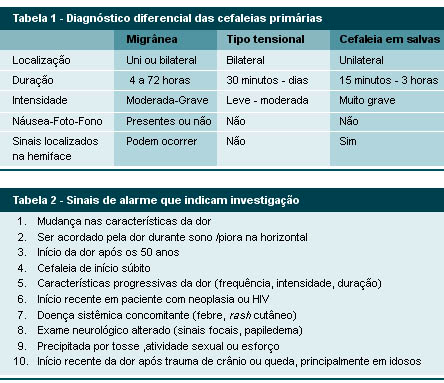 Tabela 1 - Diagnóstico diferencial das cefaleias primárias
Migrânea Tipo tensional Cefaleia em salvas
Localização Uni ou bilateral Bilateral Unilateral
Duração 4 a 72 horas 30 minutos - dias 15 minutos - 3 horas
Intensidade Moderada-Grave Leve - moderada Muito grave
Náusea-Foto-Fono Presentes ou não Não Não
Sinais localizados Podem ocorrer Não Sim
na hemiface
Tabela 2 - Sinais de alarme que indicam investigação
1. Mudança nas características da dor
2. Ser acordado pela dor durante sono /piora na horizontal
3. Início da dor após os 50 anos
4. Cefaleia de início súbito
5. Características progressivas da dor (frequência, intensidade, duração)
6. Início recente em paciente com neoplasia ou HIV
7. Doença sistêmica concomitante (febre, rash cutâneo)
8. Exame neurológico alterado (sinais focais, papiledema)
9. Precipitada por tosse ,atividade sexual ou esforço
10. Início recente da dor após trauma de crânio ou queda, principalmente em idosos